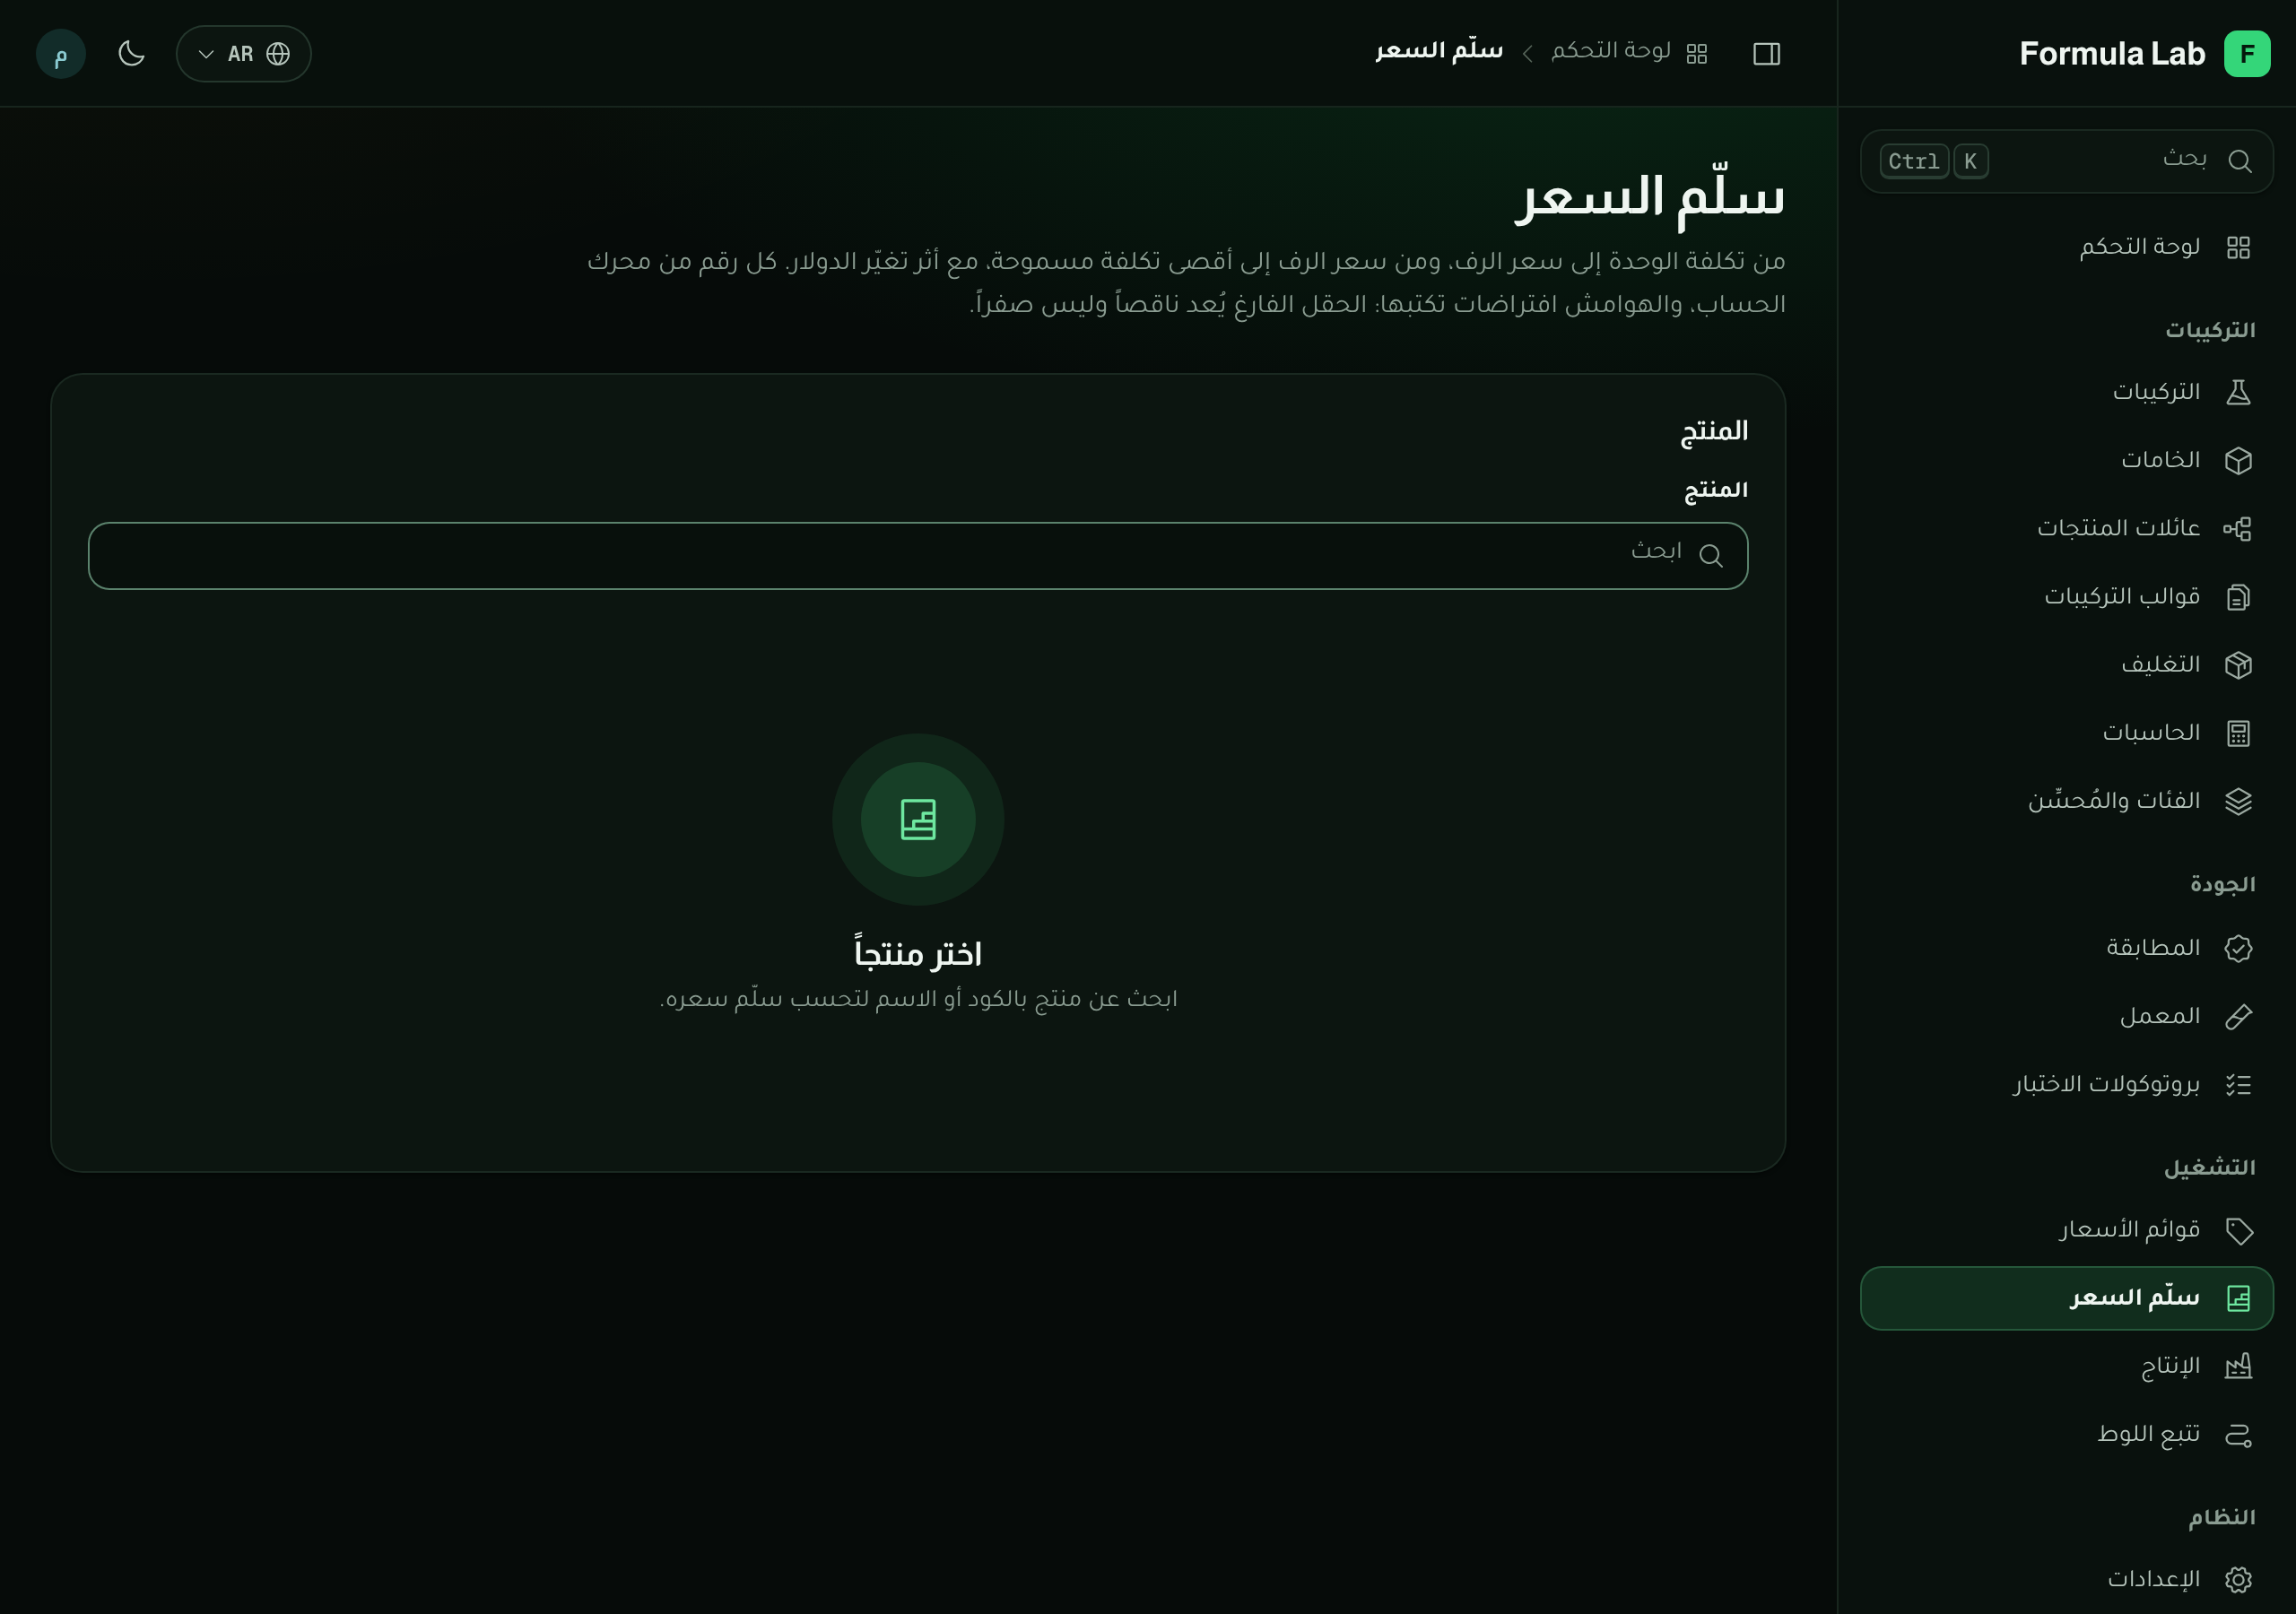 F Formula Lab
لوحة التحكم
سلّم السعر
AR
م
بحث
Ctrl K
لوحة التحكم
التركيبات
التركيبات
الخامات
عائلات المنتجات
قوالب التركيبات
التغليف
الحاسبات
الفئات والمُحسِّن
الجودة
المطابقة
المعمل
بروتوكولات الاختبار
التشغيل
قوائم الأسعار
سلّم السعر
الإنتاج
تتبع اللوط
النظام
الإعدادات
سلّم السعر
من تكلفة الوحدة إلى سعر الرف، ومن سعر الرف إلى أقصى تكلفة مسموحة، مع أثر تغيّر الدولار. كل رقم من محرك
الحساب، والهوامش افتراضات تكتبها: الحقل الفارغ يُعد ناقصاً وليس صفراً.
المنتج
المنتج
ابحث
اختر منتجاً
ابحث عن منتج بالكود أو الاسم لتحسب سلّم سعره.